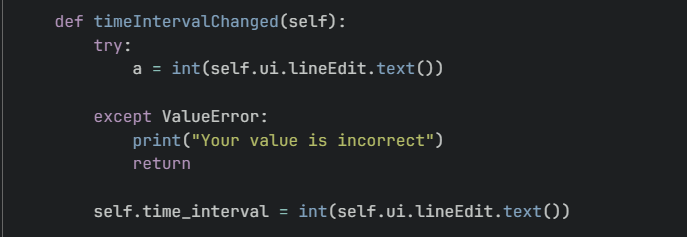 def timeIntervalChanged(self):
    try:
        a = int(self.ui.lineEdit.text())

    except ValueError:
        print("Your value is incorrect")
        return

    self.time_interval = int(self.ui.lineEdit.text())